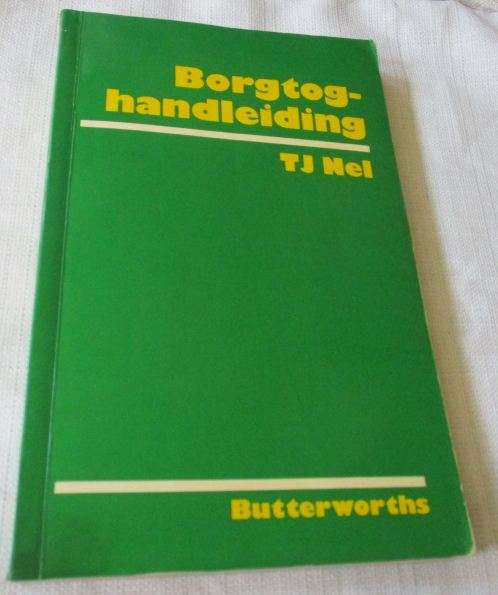 Borgtog-
handleiding
TJ Nel
Butterworths